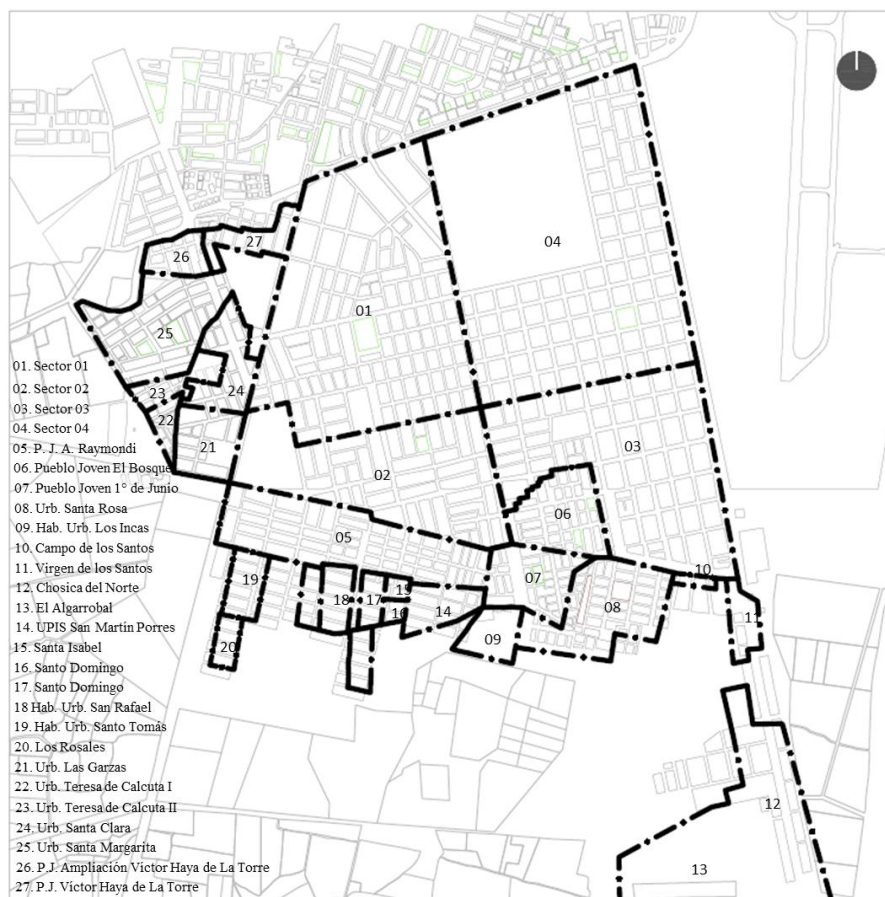 27
26
04
01
25
01. Sector 01
02. Sector 02
03. Sector 03
04. Sector 04
05. P. J. A. Raymondi
06. Pueblo Joven El Bosque
07. Pueblo Joven 1° de Junio
08. Urb. Santa Rosa
09. Hab. Urb. Los Incas
10. Campo de los Santos
11. Virgen de los Santos
12. Chosica del Norte
13. El Algarrobal
14. UPIS San Martín Porres
15. Santa Isabel
16. Santo Domingo
17. Santo Domingo
18 Hab. Urb. San Rafael
19. Hab. Urb. Santo Tomás
20. Los Rosales
21. Urb. Las Garzas
22. Urb. Teresa de Calcuta I
23. Urb. Teresa de Calcuta II
24. Urb. Santa Clara
25. Urb. Santa Margarita
26. P.J. Ampliación Victor Haya de La Torre
27. P.J. Victor Haya de La Torre
23
24
22
21
02
03
06
05
10
19
07
15
18
17
16
14
08
11
09
20
12
13